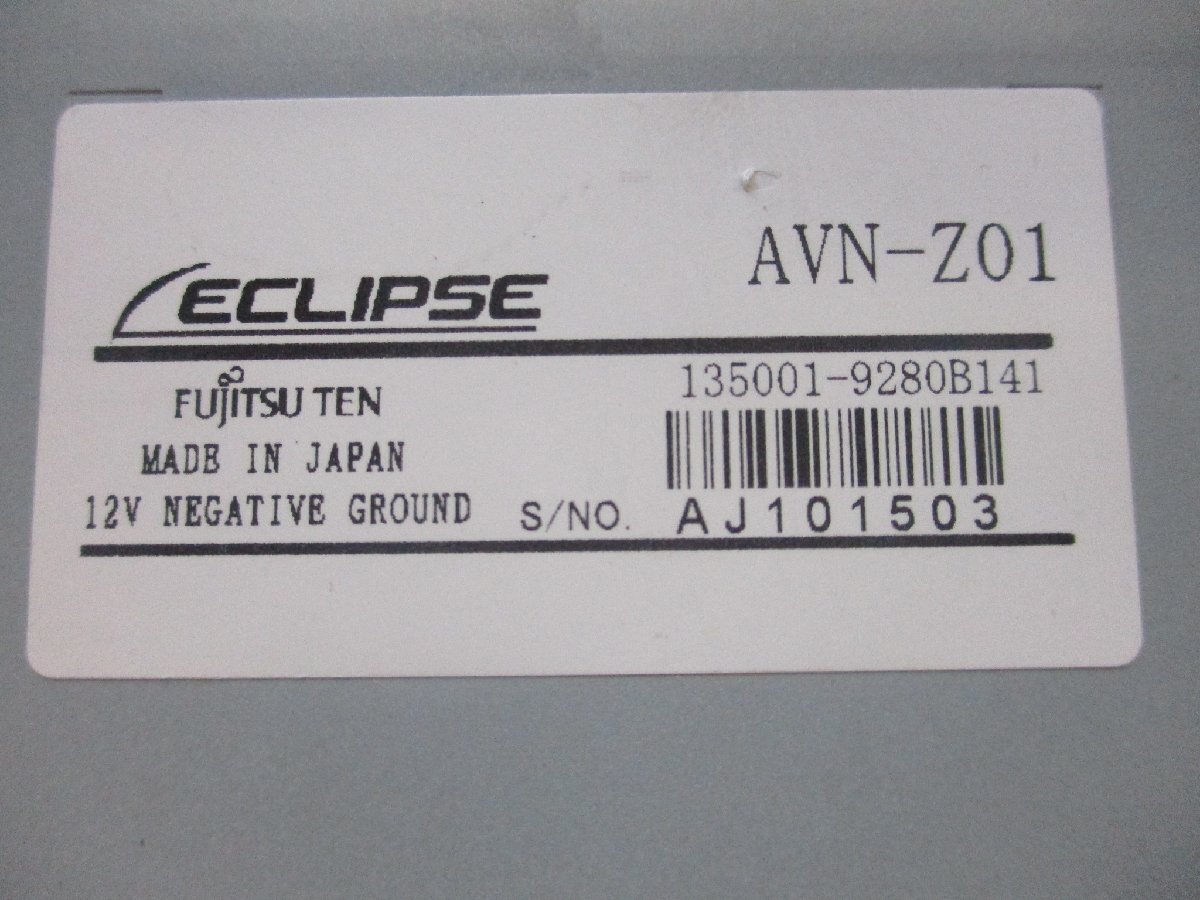 ECLIPSE
AVN-Z01
FUJITSU TEN
135001-9280B141
MADE IN JAPAN
12V NEGATIVE GROUND
S/NO. AJ101503